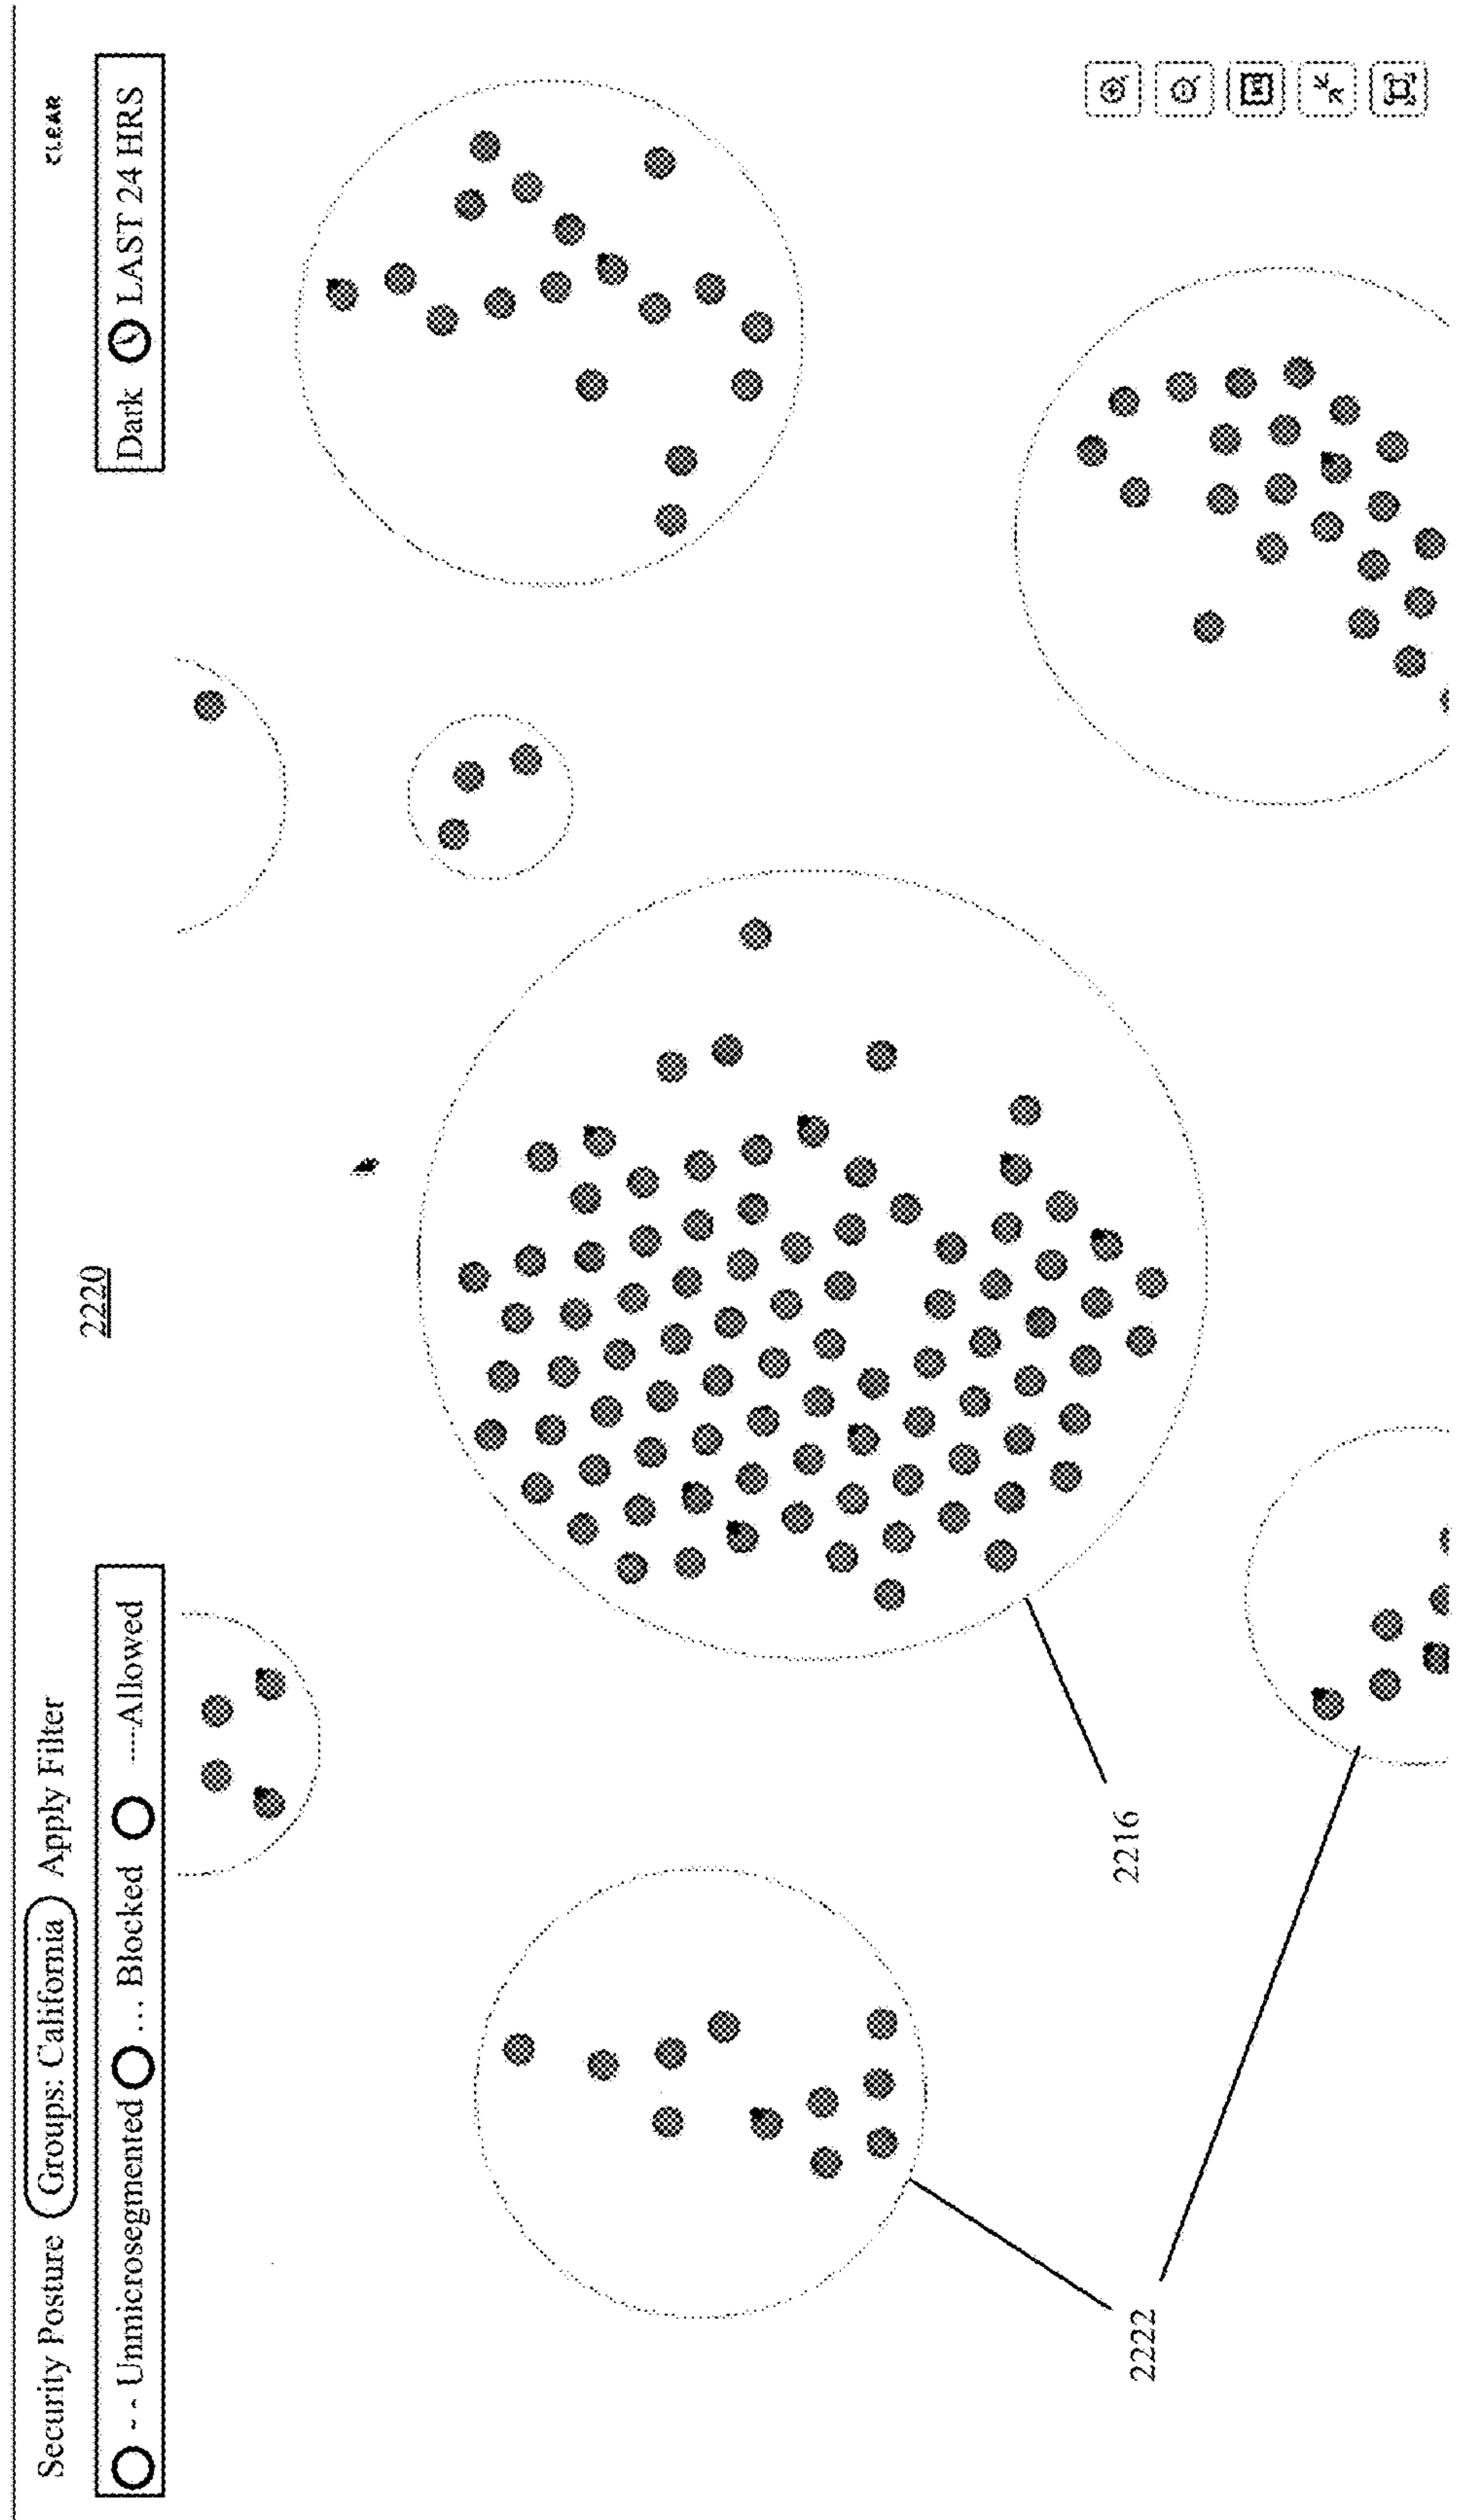 Security Posture Groups: California Apply Filter
CLEAR
- - Unmicrosegmented ... Blocked ----Allowed
2220
Dark LAST 24 HRS
2216
2222